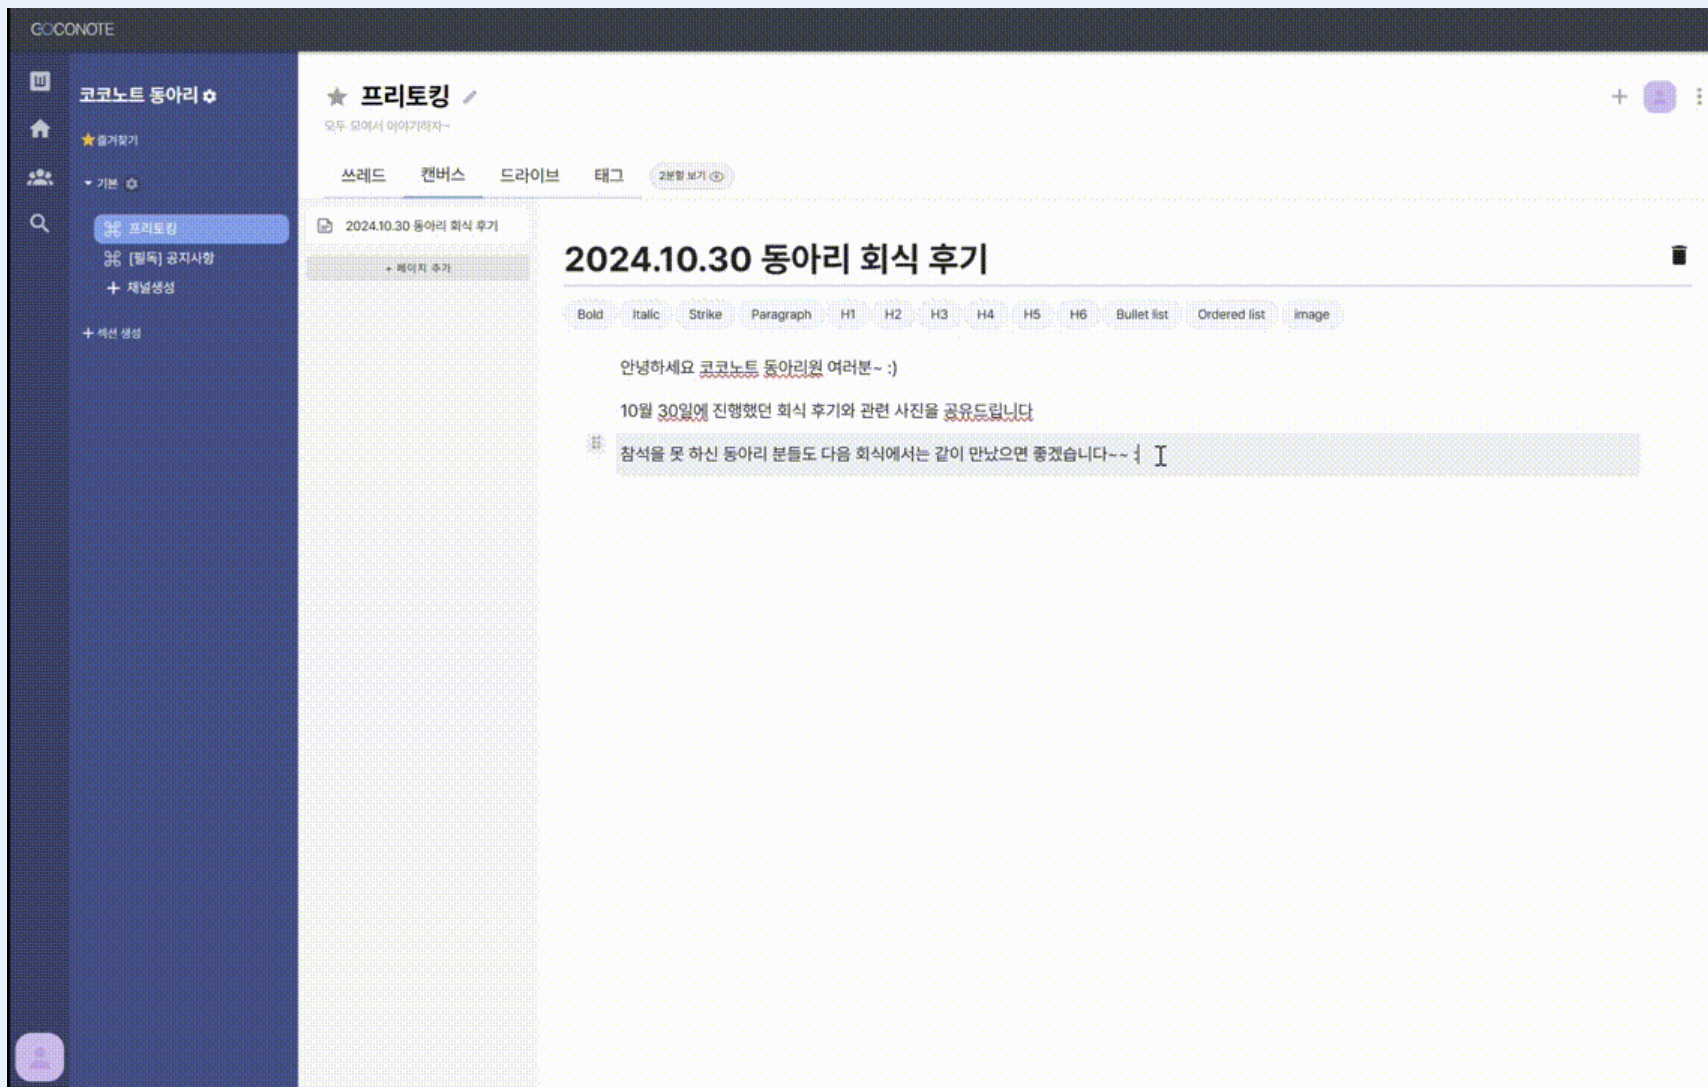 COCONOTE
코코노트 동아리
즐겨찾기
기본
프리토킹
[필독] 공지사항
채널생성
섹션 생성
프리토킹
모두 모여서 이야기하자~
쓰레드
캔버스
드라이브
태그
2분할 보기
2024.10.30 동아리 회식 후기
+ 페이지 추가
2024.10.30 동아리 회식 후기
Bold Italic Strike Paragraph H1 H2 H3 H4 H5 H6 Bullet list Ordered list image
안녕하세요 코코노트 동아리원 여러분~ :)
10월 30일에 진행했던 회식 후기와 관련 사진을 공유드립니다
참석을 못 하신 동아리 분들도 다음 회식에서는 같이 만났으면 좋겠습니다~~ :